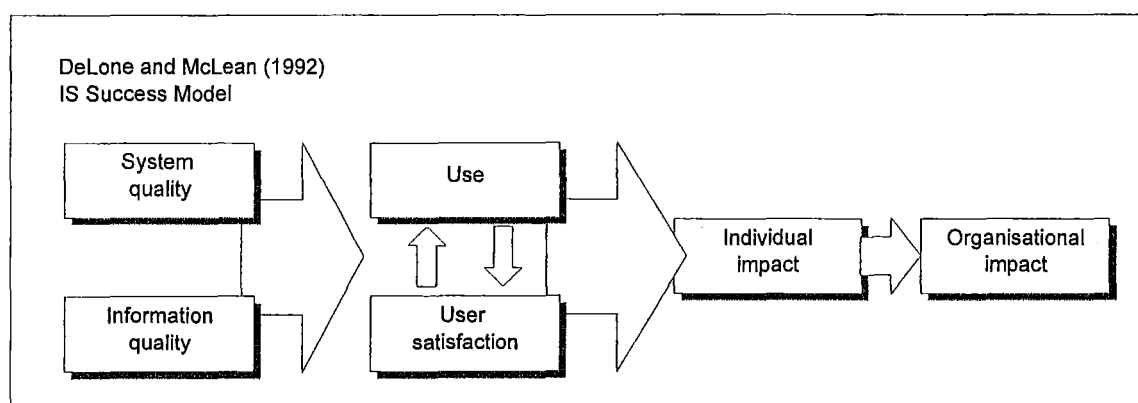 DeLone and McLean (1992)
IS Success Model
System
quality
Use
Individual
impact
Organisational
impact
Information
quality
User
satisfaction